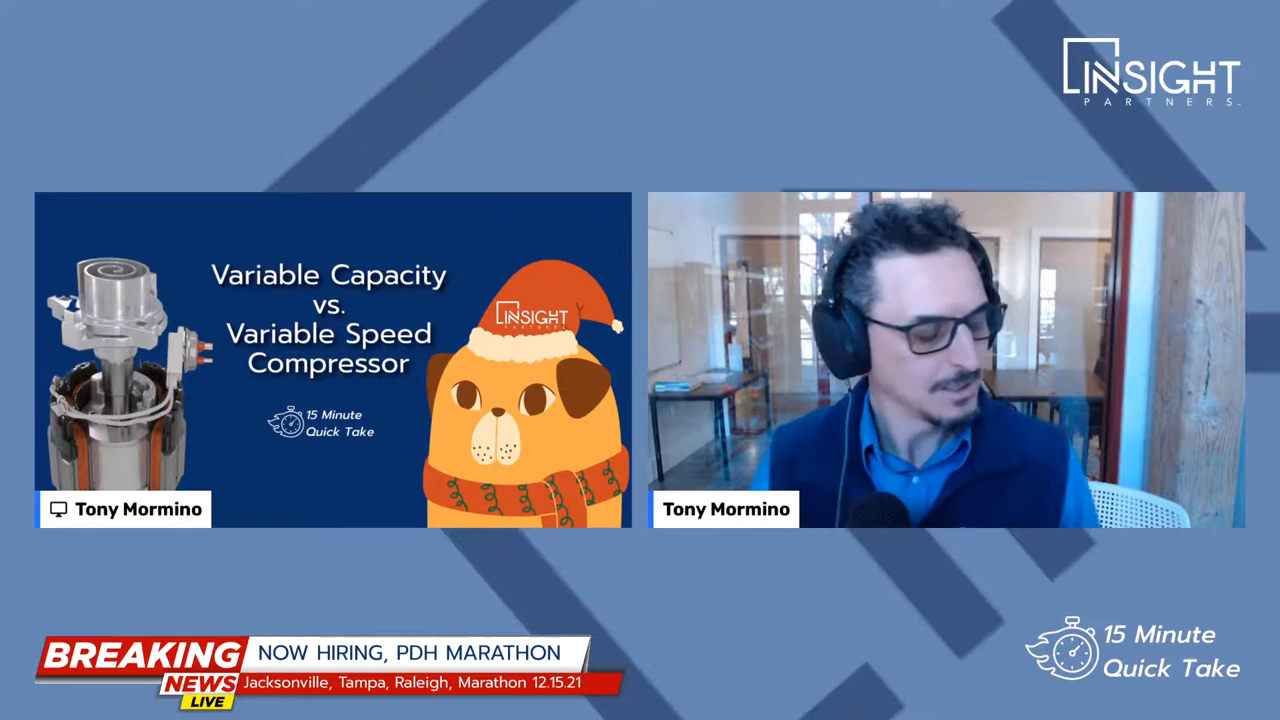 INSIGHT
PARTNERS
Variable Capacity
vs.
Variable Speed
Compressor
15 Minute
Quick Take
INSIGHT
PARTNERS
Tony Mormino
Tony Mormino
BREAKING
NEWS
LIVE
NOW HIRING, PDH MARATHON
Jacksonville, Tampa, Raleigh, Marathon 12.15.21
15 Minute
Quick Take